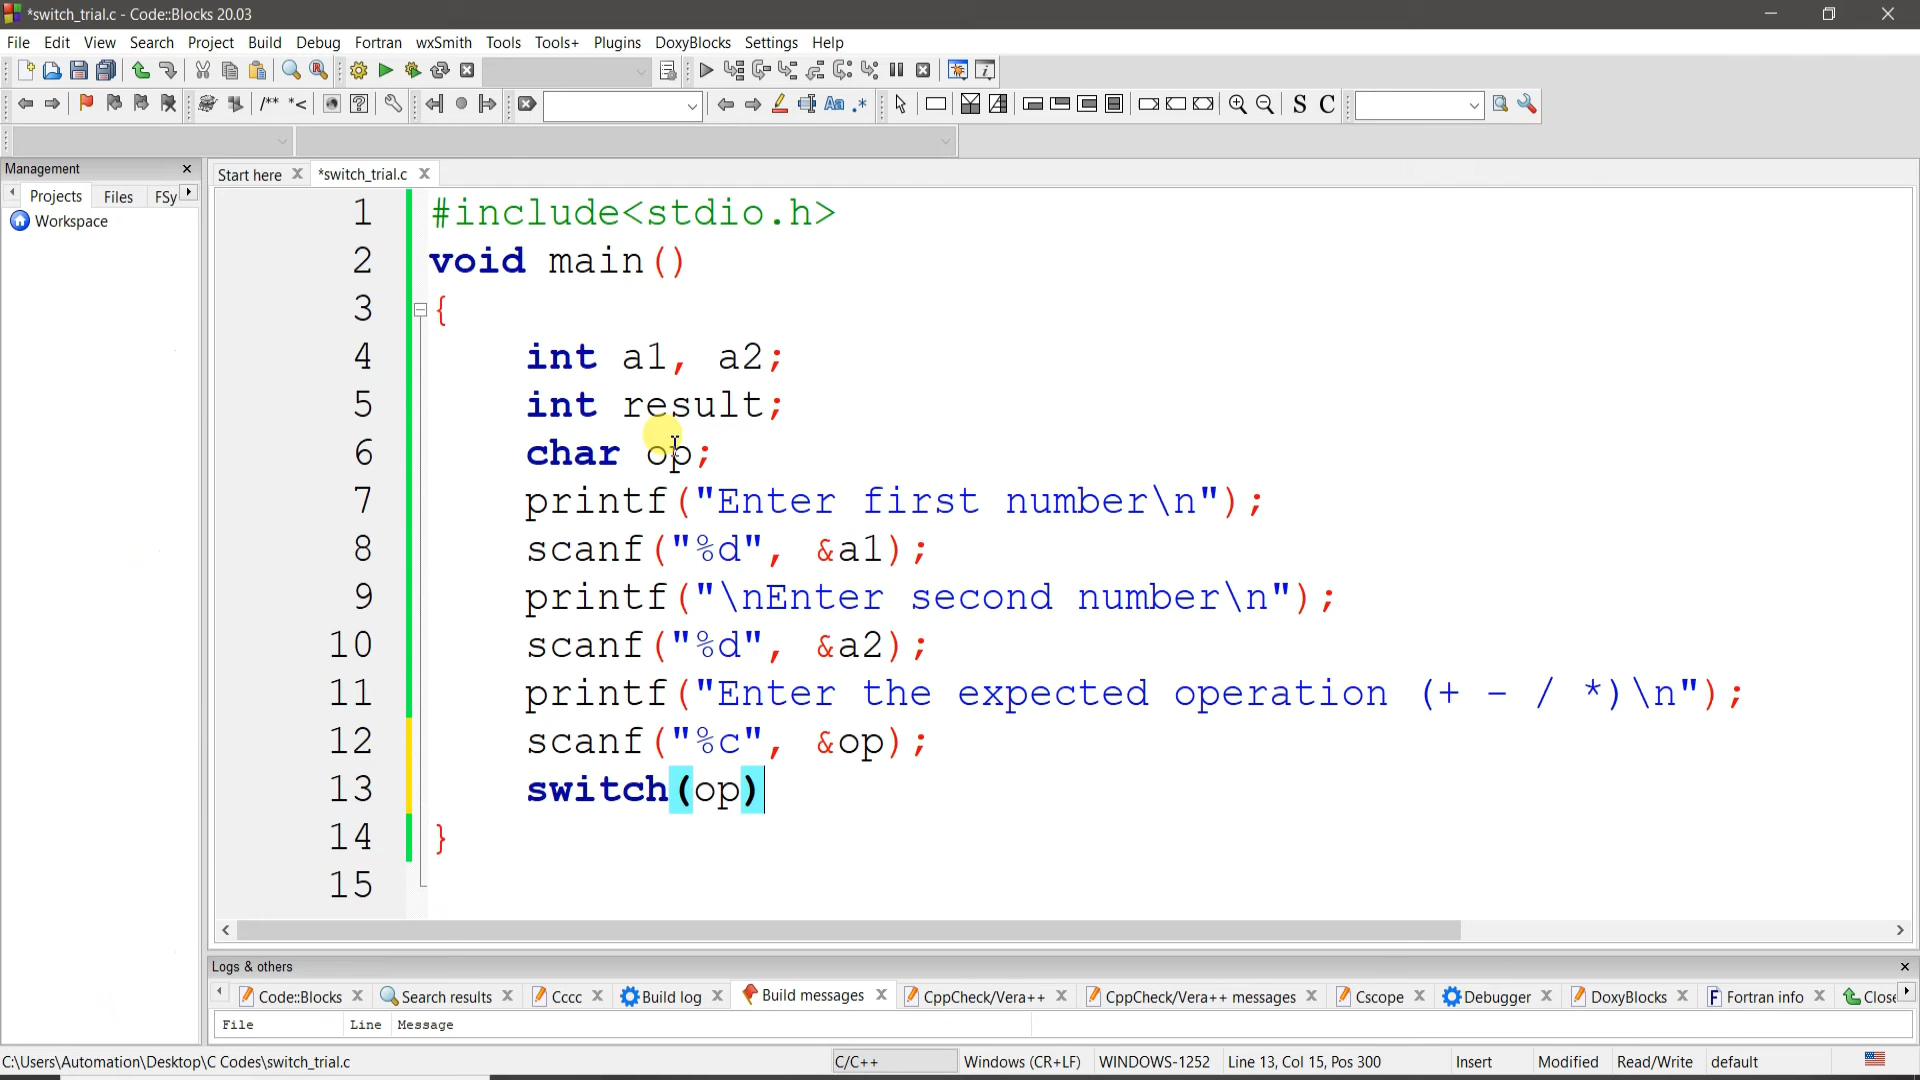 *switch_trial.c - Code::Blocks 20.03
File Edit View Search Project Build Debug Fortran wxSmith Tools Tools+ Plugins DoxyBlocks Settings Help
/** *< Aa .* S C
Management
Projects Files FSy
Workspace
Start here *switch_trial.c
1 #include<stdio.h>
2 void main()
3 {
4 int a1, a2;
5 int result;
6 char op;
7 printf("Enter first number\n");
8 scanf("%d", &a1);
9 printf("\nEnter second number\n");
10 scanf("%d", &a2);
11 printf("Enter the expected operation (+ - / *)\n");
12 scanf("%c", &op);
13 switch(op)
14 }
15
Logs & others
Code::Blocks Search results Cccc Build log Build messages CppCheck/Vera++ CppCheck/Vera++ messages Cscope Debugger DoxyBlocks Fortran info Close
File Line Message
C:\Users\Automation\Desktop\C Codes\switch_trial.c C/C++ Windows (CR+LF) WINDOWS-1252 Line 13, Col 15, Pos 300 Insert Modified Read/Write default